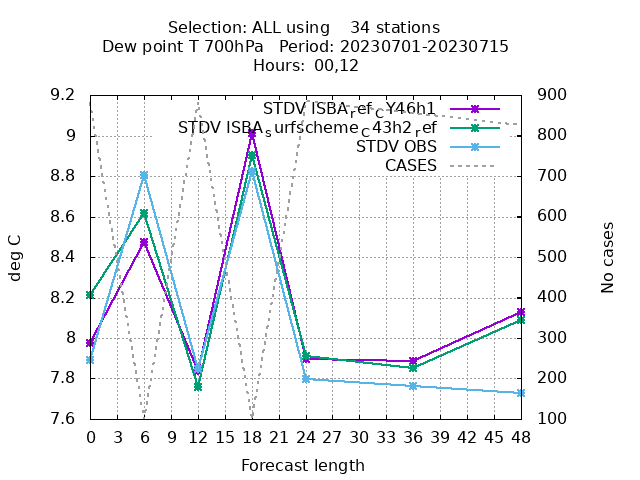 Selection: ALL using    34 stations
Dew point T 700hPa   Period: 20230701-20230715
Hours: 00,12
STDV ISBA_ref_CY46h1
STDV ISBA_surfscheme_C43h2_ref
STDV OBS
CASES
deg C
9.2
9
8.8
8.6
8.4
8.2
8
7.8
7.6
900
800
700
600
500
400
300
200
100
No cases
0 3 6 9 12 15 18 21 24 27 30 33 36 39 42 45 48
Forecast length